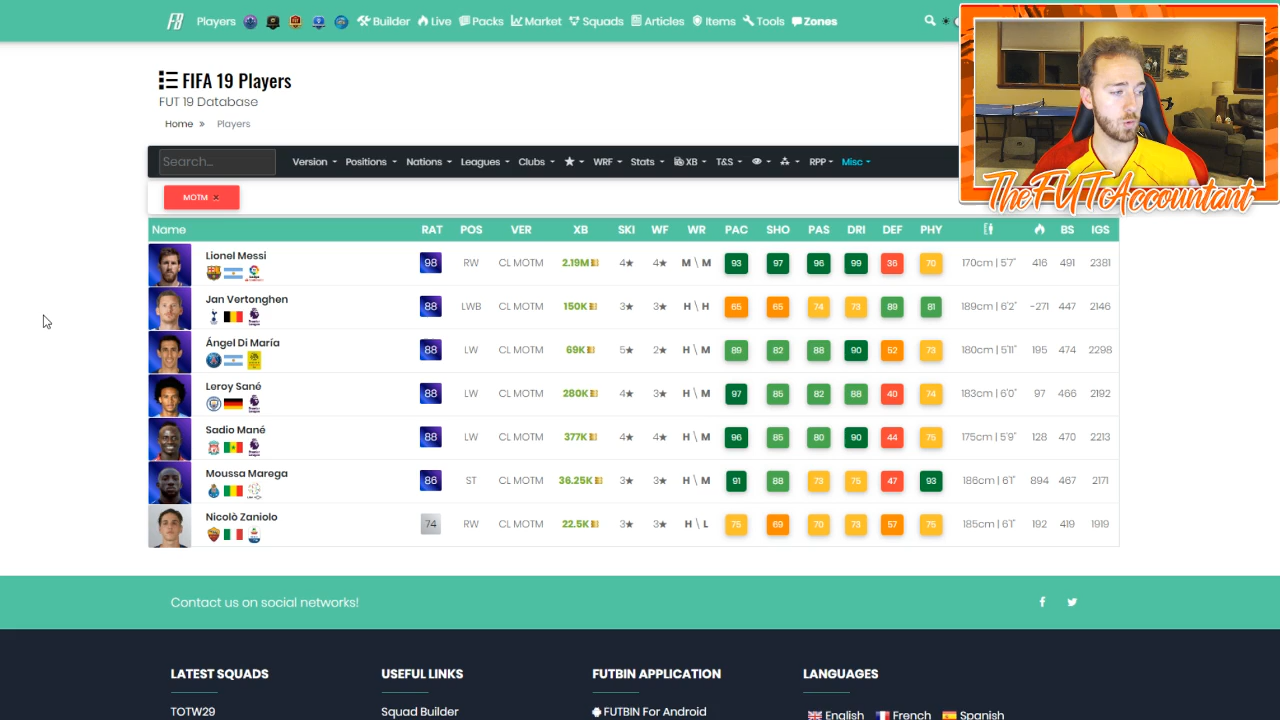 FB Players Builder Live Packs Market Squads Articles Items Tools Zones
FIFA 19 Players
FUT 19 Database
Home » Players
Search... Version Positions Nations Leagues Clubs WRF Stats XB T&S RPP Misc
MOTM ×
TheFUTAccountant
Name RAT POS VER XB SKI WF WR PAC SHO PAS DRI DEF PHY BS IGS
Lionel Messi 98 RW CL MOTM 2.19M 4★ 4★ M \ M 93 97 96 99 36 70 170cm | 5'7" 416 491 2381
Jan Vertonghen 88 LWB CL MOTM 150K 3★ 3★ H \ H 65 65 74 73 89 81 189cm | 6'2" -271 447 2146
Ángel Di María 88 LW CL MOTM 69K 5★ 2★ H \ M 89 82 88 90 52 73 180cm | 5'11" 195 474 2298
Leroy Sané 88 LW CL MOTM 280K 4★ 3★ H \ M 97 85 82 88 40 74 183cm | 6'0" 97 466 2192
Sadio Mané 88 LW CL MOTM 377K 4★ 4★ H \ M 96 85 80 90 44 75 175cm | 5'9" 128 470 2213
Moussa Marega 86 ST CL MOTM 36.25K 3★ 3★ H \ M 91 88 73 75 47 93 186cm | 6'1" 894 467 2171
Nicolò Zaniolo 74 RW CL MOTM 22.5K 3★ 3★ H \ L 75 69 70 73 57 75 185cm | 6'1" 192 419 1919
Contact us on social networks!
LATEST SQUADS USEFUL LINKS FUTBIN APPLICATION LANGUAGES
TOTW29 Squad Builder FUTBIN For Android English French Spanish